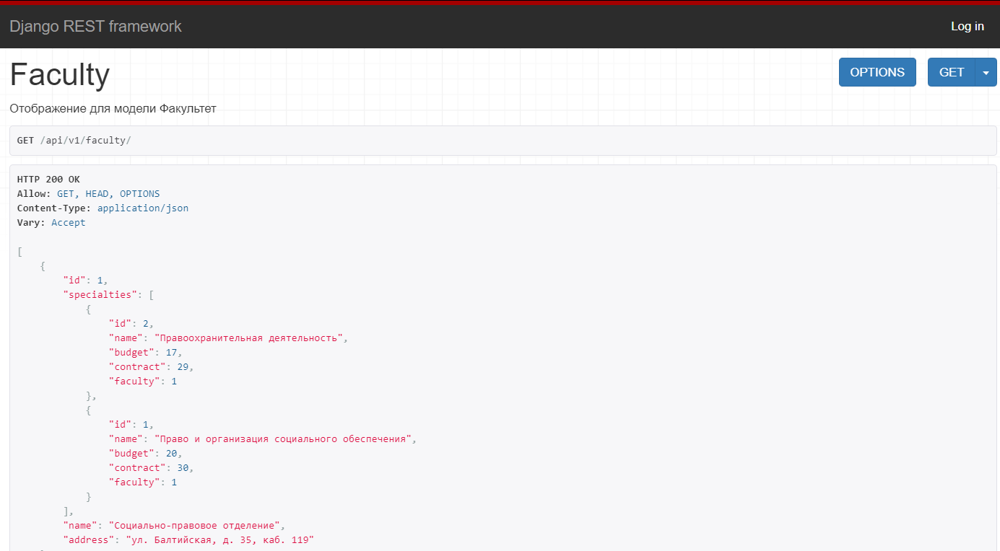 Django REST framework
Log in
Faculty
OPTIONS
GET
Отображение для модели Факультет
GET /api/v1/faculty/
HTTP 200 OK
Allow: GET, HEAD, OPTIONS
Content-Type: application/json
Vary: Accept
[
    {
        "id": 1,
        "specialties": [
            {
                "id": 2,
                "name": "Правоохранительная деятельность",
                "budget": 17,
                "contract": 29,
                "faculty": 1
            },
            {
                "id": 1,
                "name": "Право и организация социального обеспечения",
                "budget": 20,
                "contract": 30,
                "faculty": 1
            }
        ],
        "name": "Социально-правовое отделение",
        "address": "ул. Балтийская, д. 35, каб. 119"